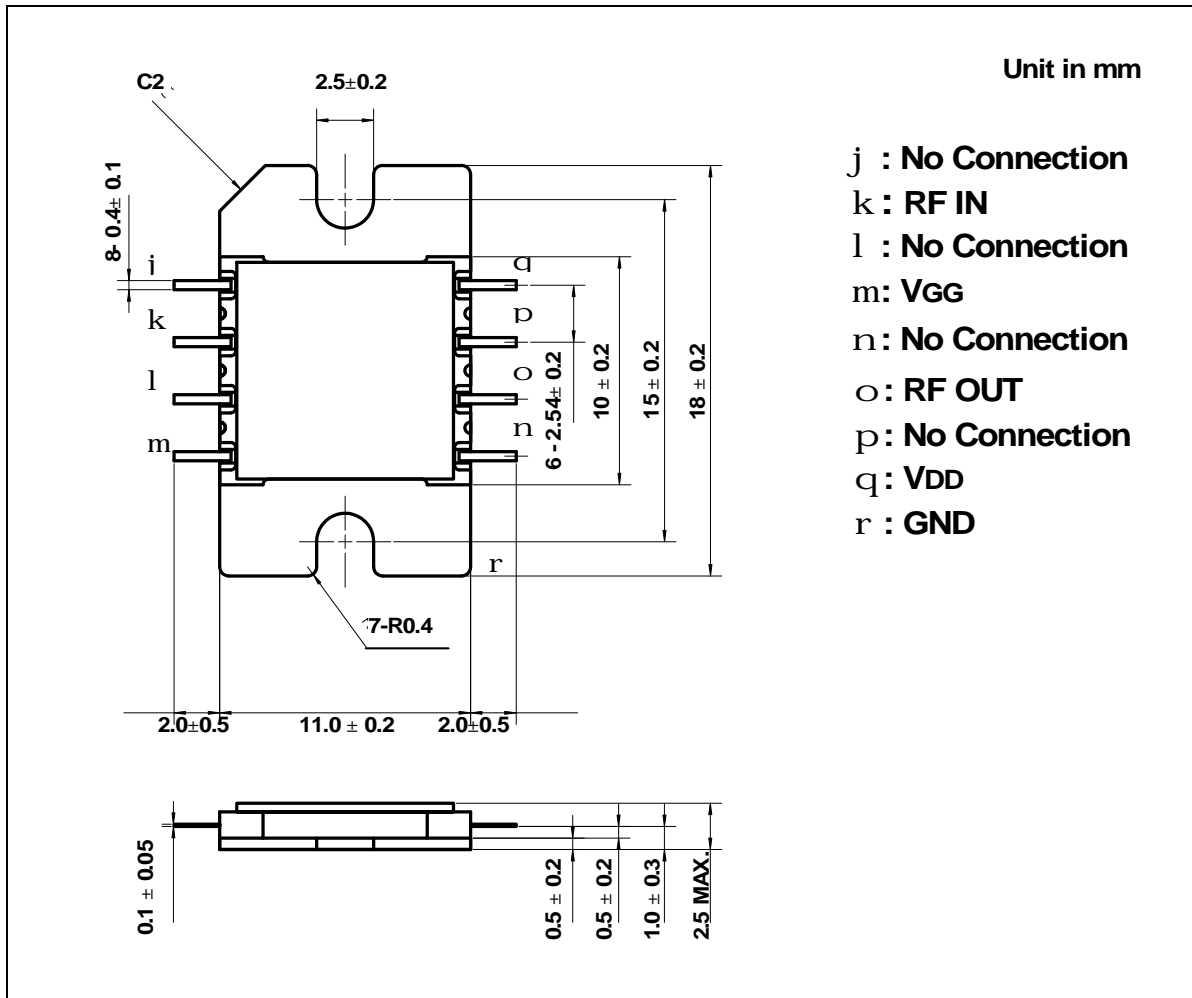 Unit in mm
C2
2.5±0.2
8- 0.4± 0.1
j
k
l
m
q
p
o
n
r
6 - 2.54± 0.2
10 ± 0.2
15 ± 0.2
18 ± 0.2
7-R0.4
2.0±0.5
11.0 ± 0.2
2.0±0.5
0.1 ± 0.05
0.5 ± 0.2
0.5 ± 0.2
1.0 ± 0.3
2.5 MAX.
j : No Connection
k : RF IN
l : No Connection
m: VGG
n : No Connection
o : RF OUT
p : No Connection
q : VDD
r : GND